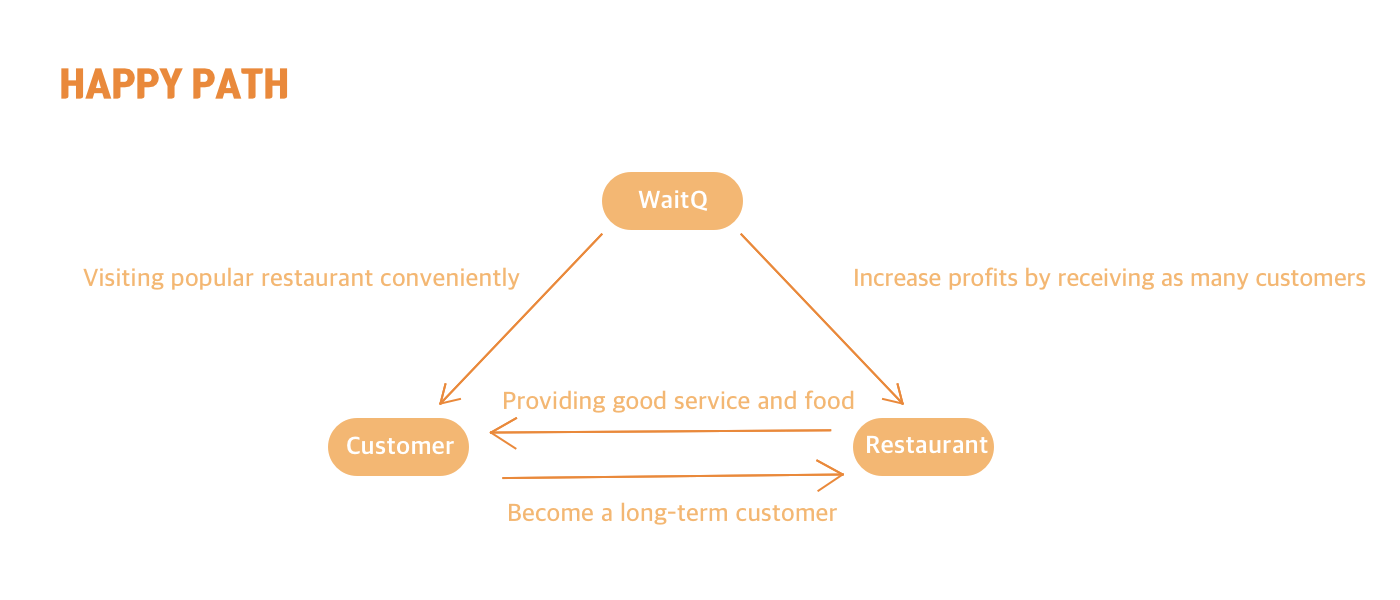 HAPPY PATH
WaitQ
Visiting popular restaurant conveniently
Increase profits by receiving as many customers
Providing good service and food
Customer
Restaurant
Become a long-term customer